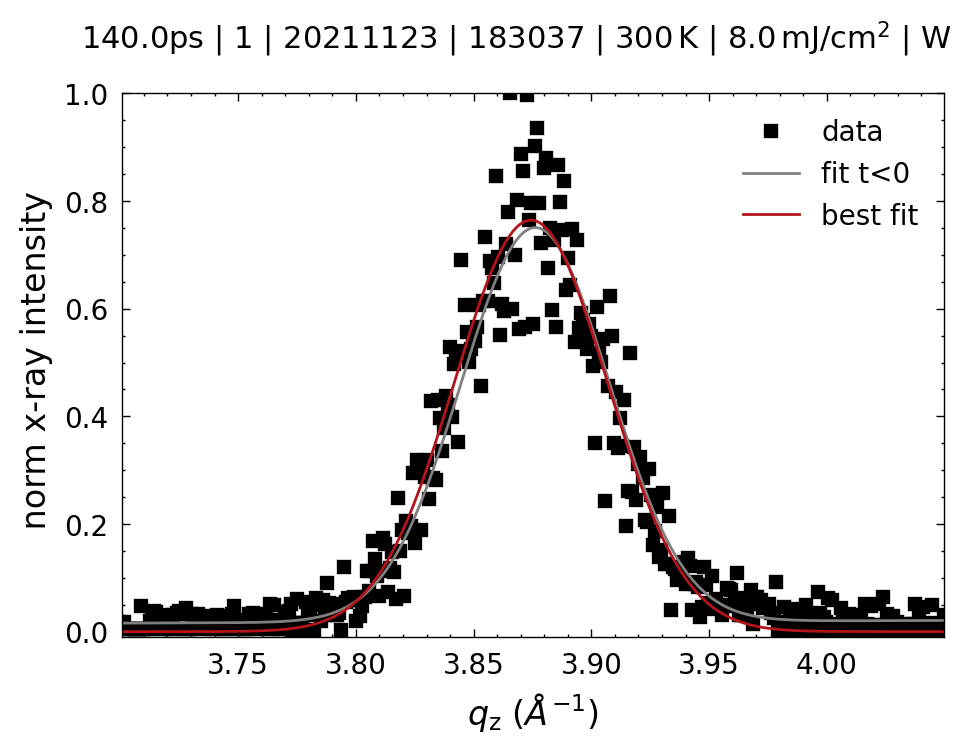 140.0ps | 1 | 20211123 | 183037 | 300 K | 8.0 mJ/cm² | W
1.0
0.8
0.6
0.4
0.2
0.0
norm x-ray intensity
data
fit t<0
best fit
3.75 3.80 3.85 3.90 3.95 4.00
q_z (Å⁻¹)